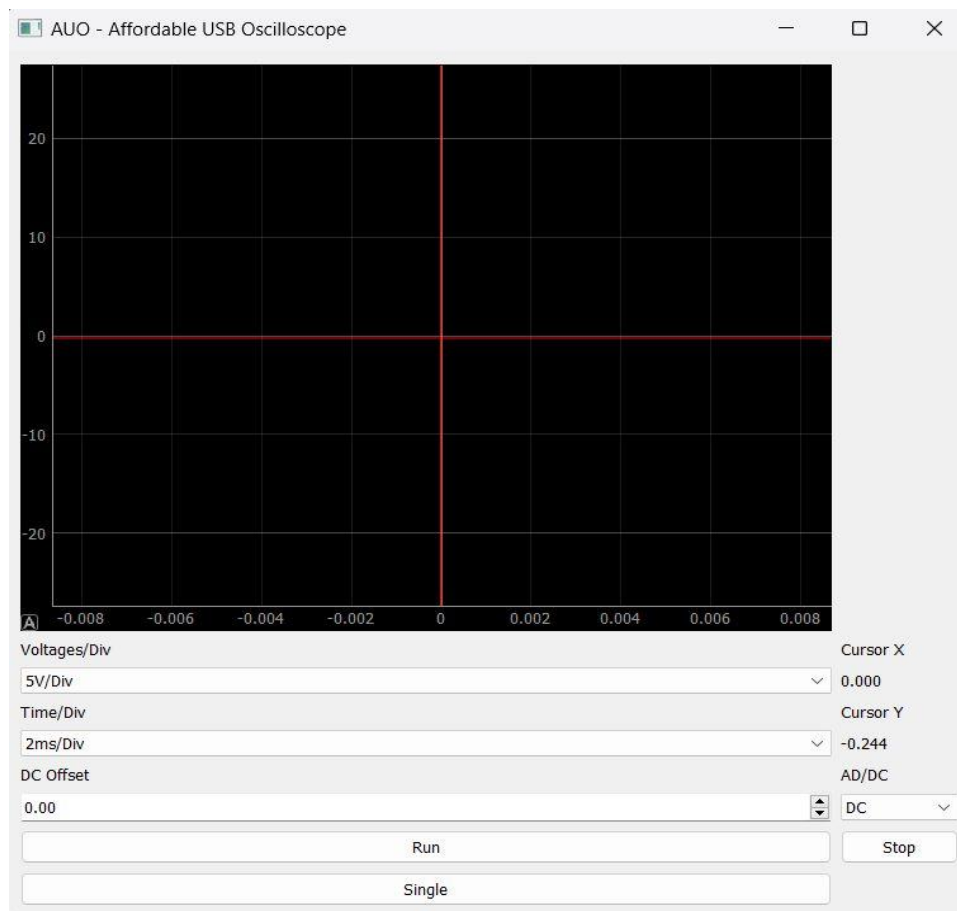 AUO - Affordable USB Oscilloscope
20
10
0
-10
-20
A
-0.008 -0.006 -0.004 -0.002 0 0.002 0.004 0.006 0.008
Voltages/Div
Cursor X
5V/Div
0.000
Time/Div
Cursor Y
2ms/Div
-0.244
DC Offset
AD/DC
0.00
DC
Run
Stop
Single